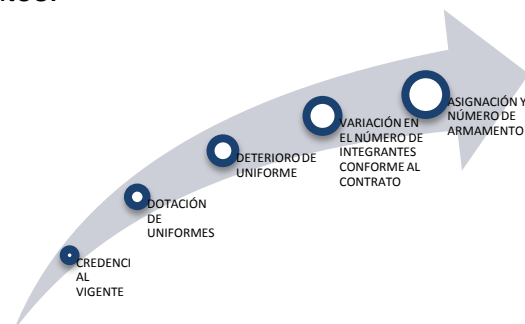 CREDENCI
AL
VIGENTE
DOTACIÓN
DE
UNIFORMES
DETERIORO DE
UNIFORME
VARIACIÓN EN
EL NÚMERO DE
INTEGRANTES
CONFORME AL
CONTRATO
ASIGNACIÓN Y
NÚMERO DE
ARMAMENTO